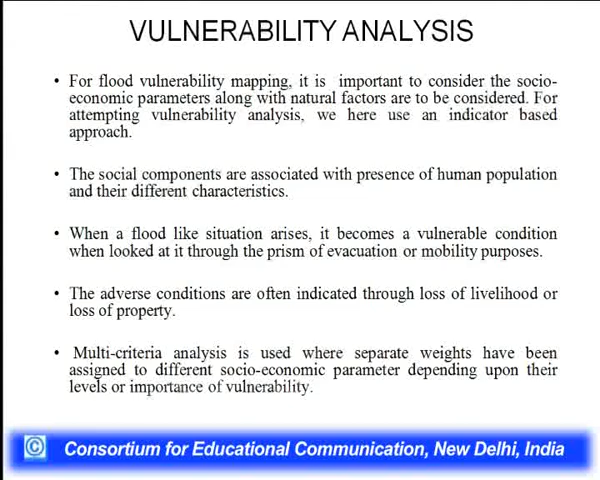 VULNERABILITY ANALYSIS
• For flood vulnerability mapping, it is important to consider the socio-
economic parameters along with natural factors are to be considered. For
attempting vulnerability analysis, we here use an indicator based
approach.
• The social components are associated with presence of human population
and their different characteristics.
• When a flood like situation arises, it becomes a vulnerable condition
when looked at it through the prism of evacuation or mobility purposes.
• The adverse conditions are often indicated through loss of livelihood or
loss of property.
• Multi-criteria analysis is used where separate weights have been
assigned to different socio-economic parameter depending upon their
levels or importance of vulnerability.
© Consortium for Educational Communication, New Delhi, India